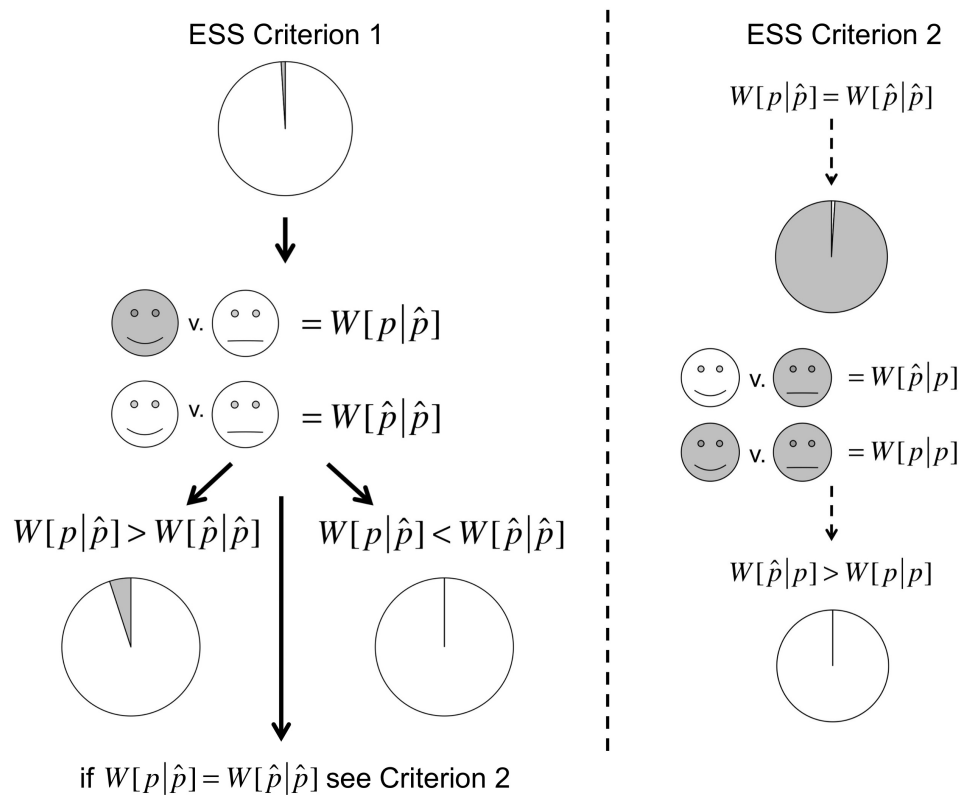 ESS Criterion 1
v. = W[p|p̂]
v. = W[p̂|p̂]
W[p|p̂] > W[p̂|p̂]
W[p|p̂] < W[p̂|p̂]
if W[p|p̂] = W[p̂|p̂] see Criterion 2
ESS Criterion 2
W[p|p̂] = W[p̂|p̂]
v. = W[p̂|p]
v. = W[p|p]
W[p̂|p] > W[p|p]